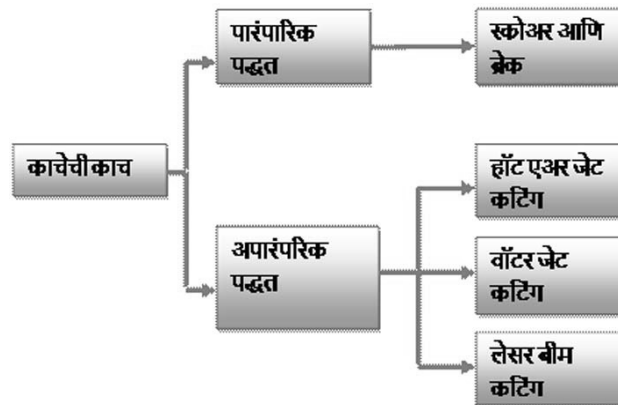 काचेची काच
पारंपारिक
पद्धत
स्कोअर आणि
ब्रेक
अपारंपरिक
पद्धत
हॉट एअर जेट
कटिंग
वॉटर जेट
कटिंग
लेसर बीम
कटिंग